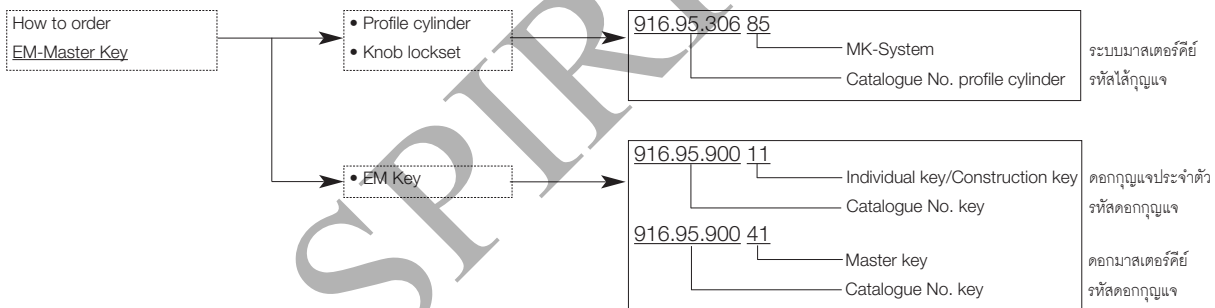 How to order
EM-Master Key
• Profile cylinder
• Knob lockset
916.95.306 85
MK-System
ระบบมาสเตอร์คีย์
Catalogue No. profile cylinder
รหัสไส้กุญแจ
• EM Key
916.95.900 11
Individual key/Construction key
ดอกกุญแจประจำตัว
Catalogue No. key
รหัสดอกกุญแจ
916.95.900 41
Master key
ดอกมาสเตอร์คีย์
Catalogue No. key
รหัสดอกกุญแจ